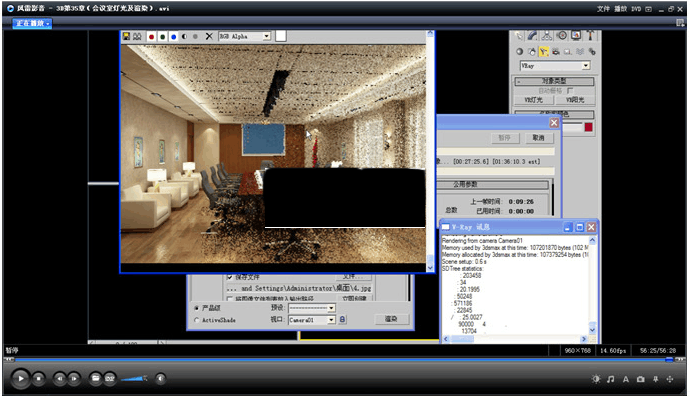 风雷影音 - 3D第35章(会议室灯光及渲染).avi
文件 播放 DVD
正在播放
RGB Alpha
VRay
对象类型
自动栅格
VR灯光 VR阳光
名称和颜色
暂停 取消
[00:27:25.6] [01:36:10.3 est]
公用参数
上一帧时间: 0:09:26
总数 已用时间: 0:00:00
V-Ray 讯息
Rendering from camera Camera01
Memory used by 3dsmax at this time: 107201870 bytes (102 M
Memory allocated by 3dsmax at this time: 107379254 bytes (1
Scene setup: 0.6 s
SDTree statistics:
: 203458
: 34
: 20.1995
: 50248
: 571186
: 22845
/ : 25.0027
90000 4
13704
保存文件 文件...
... and Settings\Administrator\桌面\4.jpg
产品级 预设:
ActiveShade 视口: Camera01 渲染
暂停 960×768 14.60fps 56:25/56:28